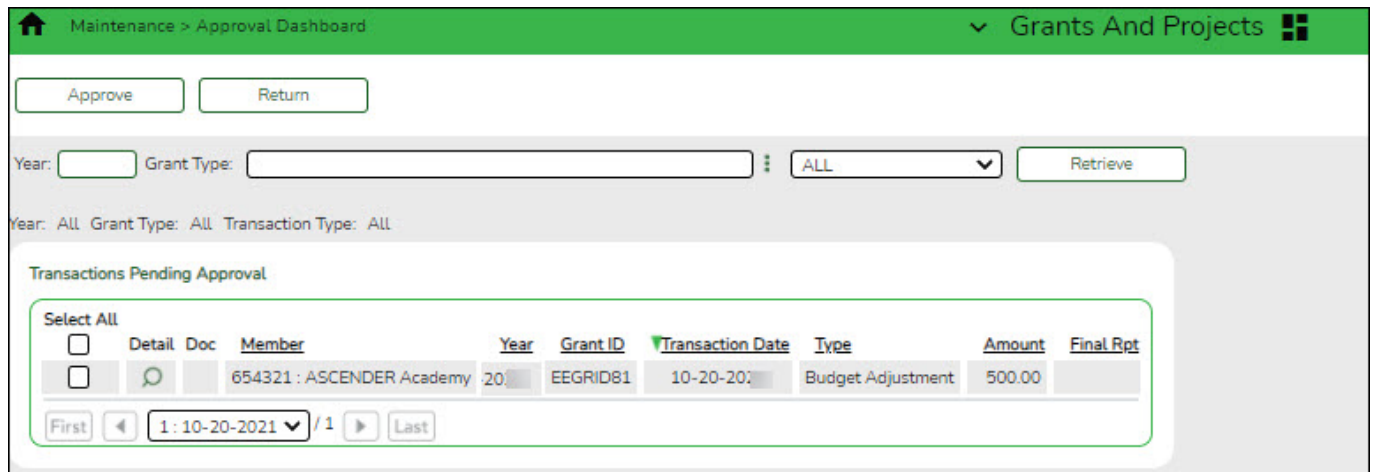 Maintenance > Approval Dashboard
Grants And Projects
Approve Return
Year: Grant Type: ALL Retrieve
Year: All Grant Type: All Transaction Type: All
Transactions Pending Approval
Select All
Detail Doc Member Year Grant ID Transaction Date Type Amount Final Rpt
654321 : ASCENDER Academy EEGRID81 Budget Adjustment 500.00
First 1 : 10-20-2021 / 1 Last